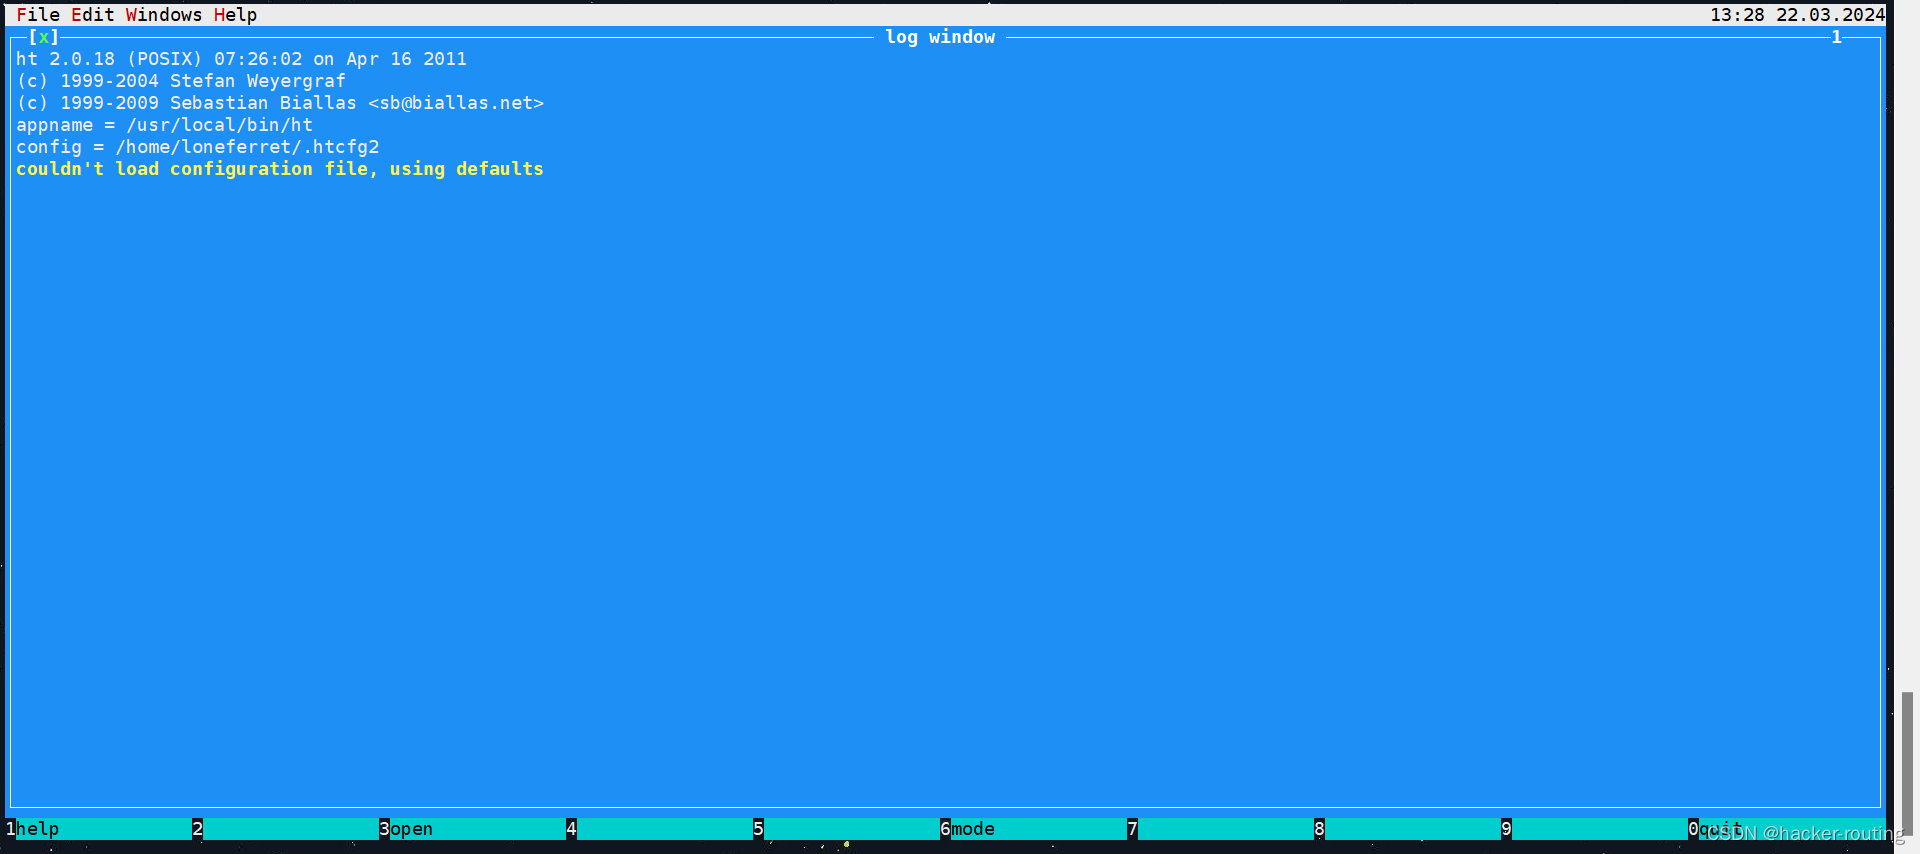 File Edit Windows Help 13:28 22.03.2024
[x] log window 1
ht 2.0.18 (POSIX) 07:26:02 on Apr 16 2011
(c) 1999-2004 Stefan Weyergraf
(c) 1999-2009 Sebastian Biallas <sb@biallas.net>
appname = /usr/local/bin/ht
config = /home/loneferret/.htcfg2
couldn't load configuration file, using defaults
1help 2 3open 4 5 6mode 7 8 9 0quit
CSDN @hacker-routing